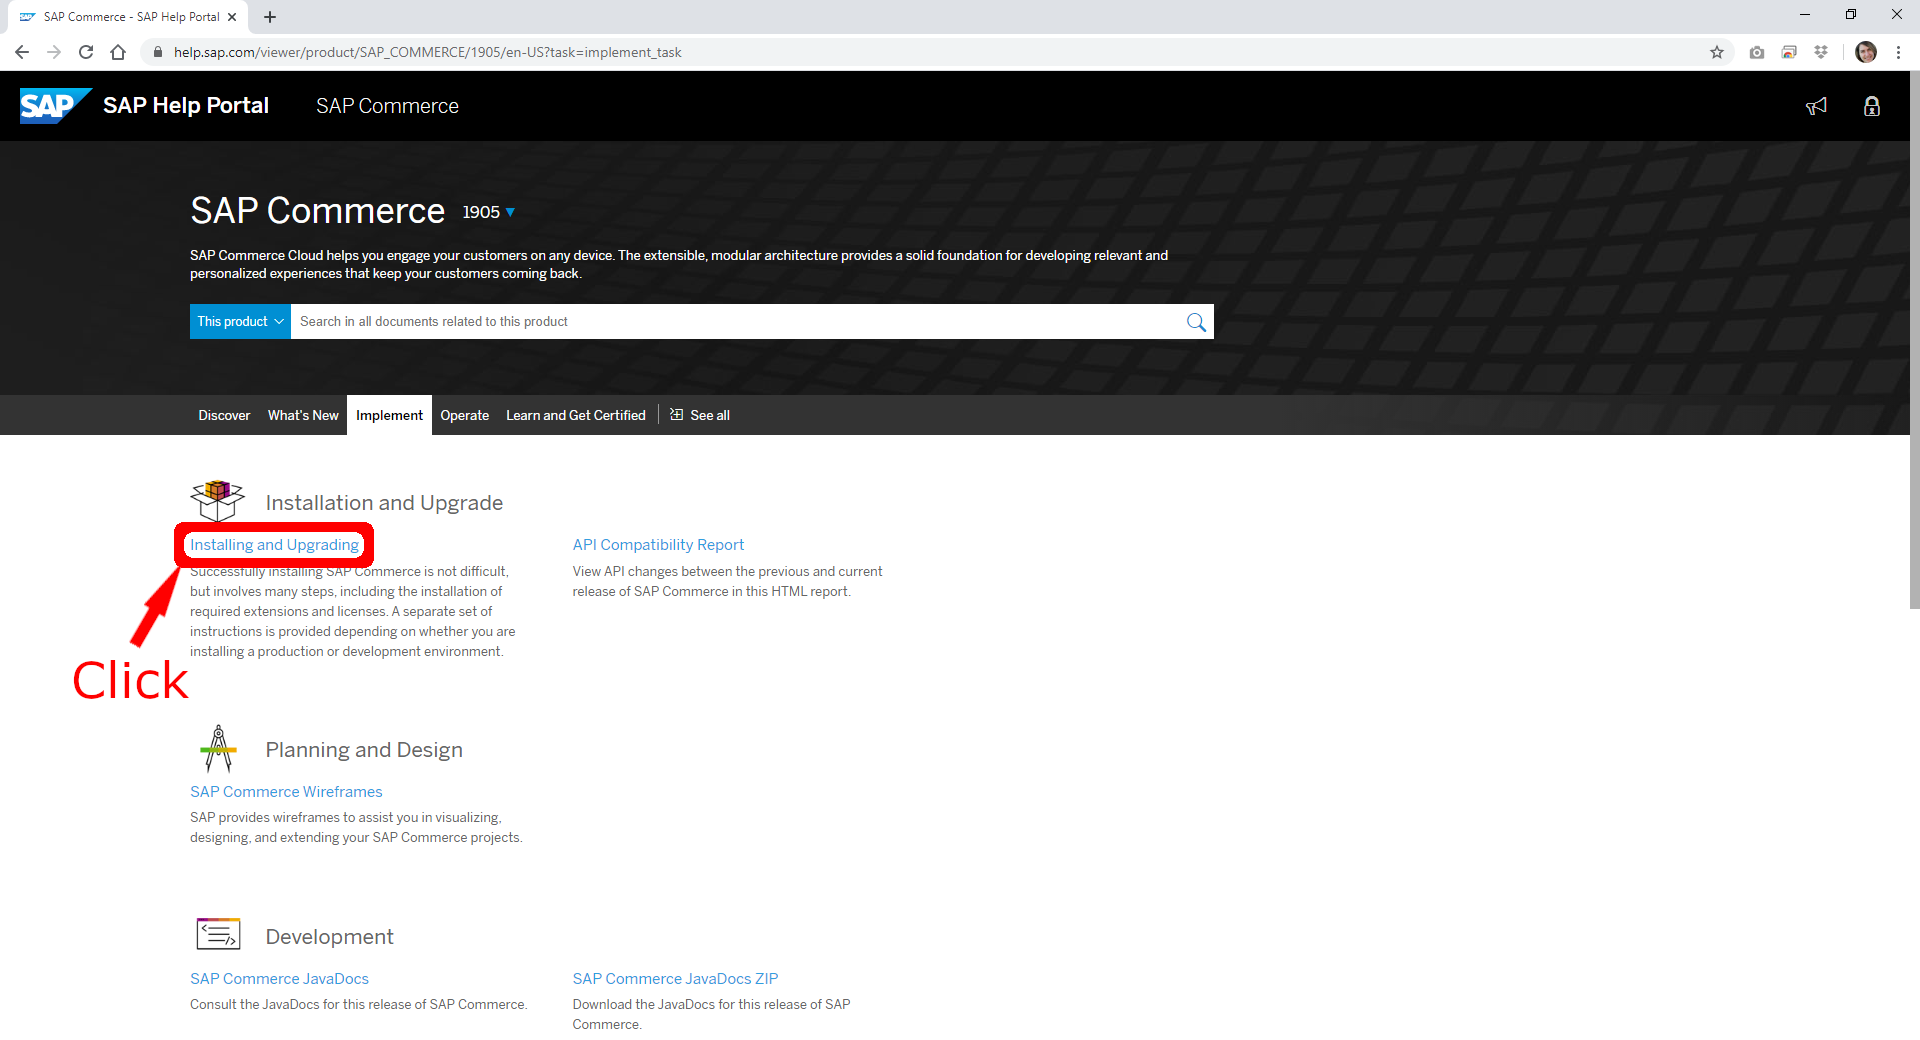 SAP Commerce - SAP Help Portal
help.sap.com/viewer/product/SAP_COMMERCE/1905/en-US?task=implement_task
SAP SAP Help Portal SAP Commerce
SAP Commerce 1905
SAP Commerce Cloud helps you engage your customers on any device. The extensible, modular architecture provides a solid foundation for developing relevant and
personalized experiences that keep your customers coming back.
This product Search in all documents related to this product
Discover What's New Implement Operate Learn and Get Certified See all
Installation and Upgrade
Installing and Upgrading
Successfully installing SAP Commerce is not difficult,
but involves many steps, including the installation of
required extensions and licenses. A separate set of
instructions is provided depending on whether you are
installing a production or development environment.
API Compatibility Report
View API changes between the previous and current
release of SAP Commerce in this HTML report.
Click
Planning and Design
SAP Commerce Wireframes
SAP provides wireframes to assist you in visualizing,
designing, and extending your SAP Commerce projects.
Development
SAP Commerce JavaDocs
Consult the JavaDocs for this release of SAP Commerce.
SAP Commerce JavaDocs ZIP
Download the JavaDocs for this release of SAP
Commerce.